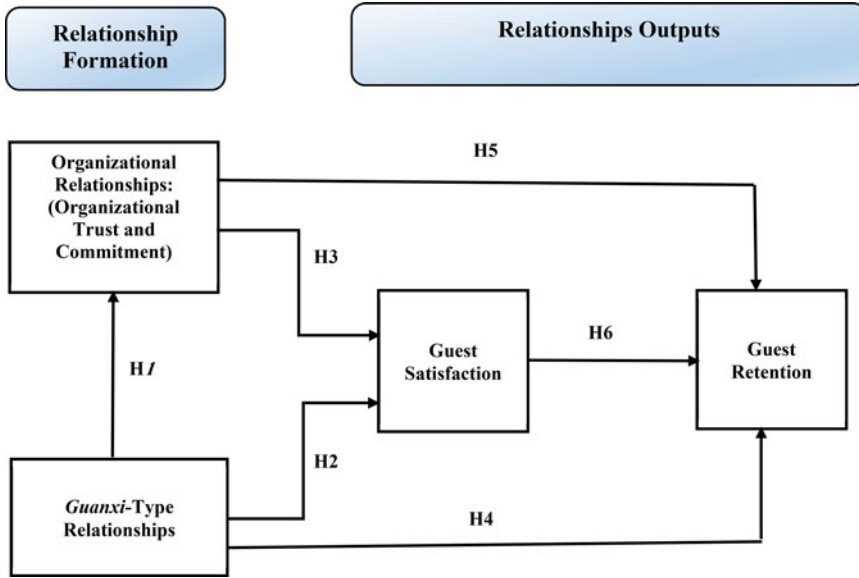 Relationship
Formation
Relationships Outputs
Organizational
Relationships:
(Organizational
Trust and
Commitment)
H5
H3
Guest
Satisfaction
H6
Guest
Retention
H1
H2
Guanxi-Type
Relationships
H4